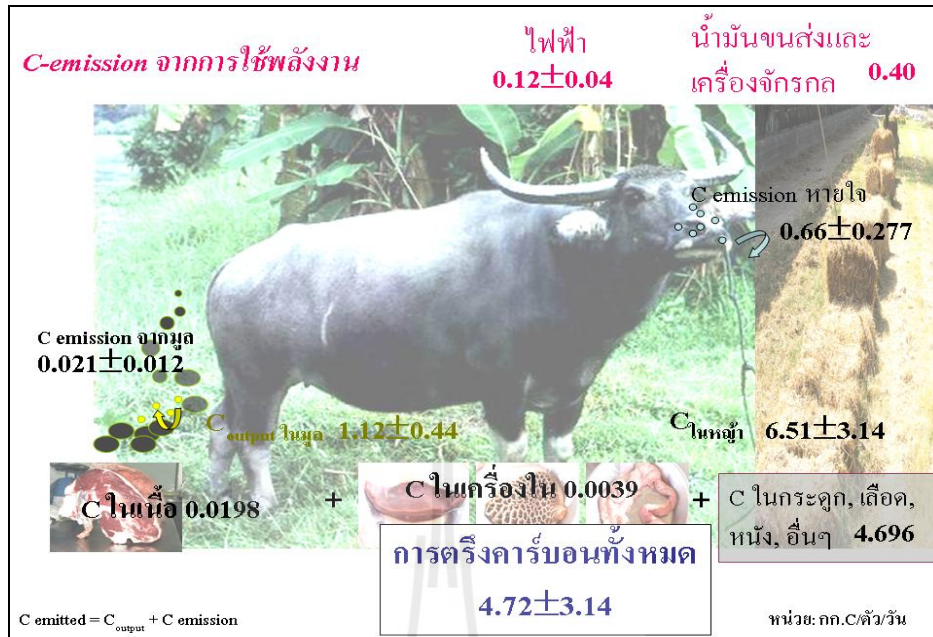 C-emission จากการใช้พลังงาน
ไฟฟ้า
0.12±0.04
น้ำมันขนส่งและ
เครื่องจักรกล 0.40
C emission หายใจ
0.66±0.277
C emission จากมูล
0.021±0.012
Coutput ในมูล 1.12±0.44
Cในหญ้า 6.51±3.14
C ในเนื้อ 0.0198 + C ในเครื่องใน 0.0039 + C ในกระดูก, เลือด,
หนัง, อื่นๆ 4.696
การตรึงคาร์บอนทั้งหมด
4.72±3.14
C emitted = Coutput + C emission
หน่วย: กก.C/ตัว/วัน